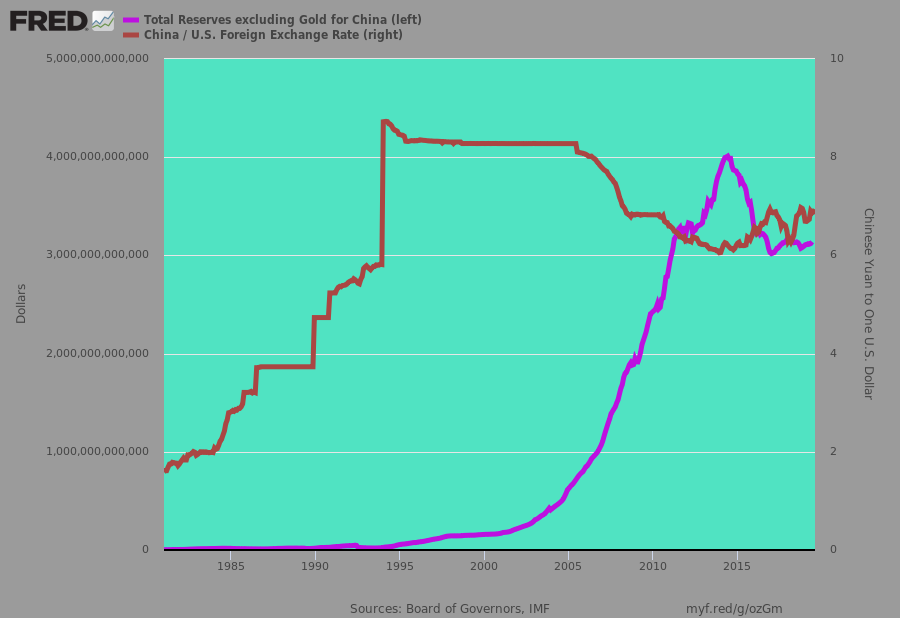 FRED
Total Reserves excluding Gold for China (left)
China / U.S. Foreign Exchange Rate (right)
5,000,000,000,000
4,000,000,000,000
3,000,000,000,000
2,000,000,000,000
1,000,000,000,000
0
Dollars
10
8
6
4
2
0
Chinese Yuan to One U.S. Dollar
1985
1990
1995
2000
2005
2010
2015
Sources: Board of Governors, IMF
myf.red/g/ozGm